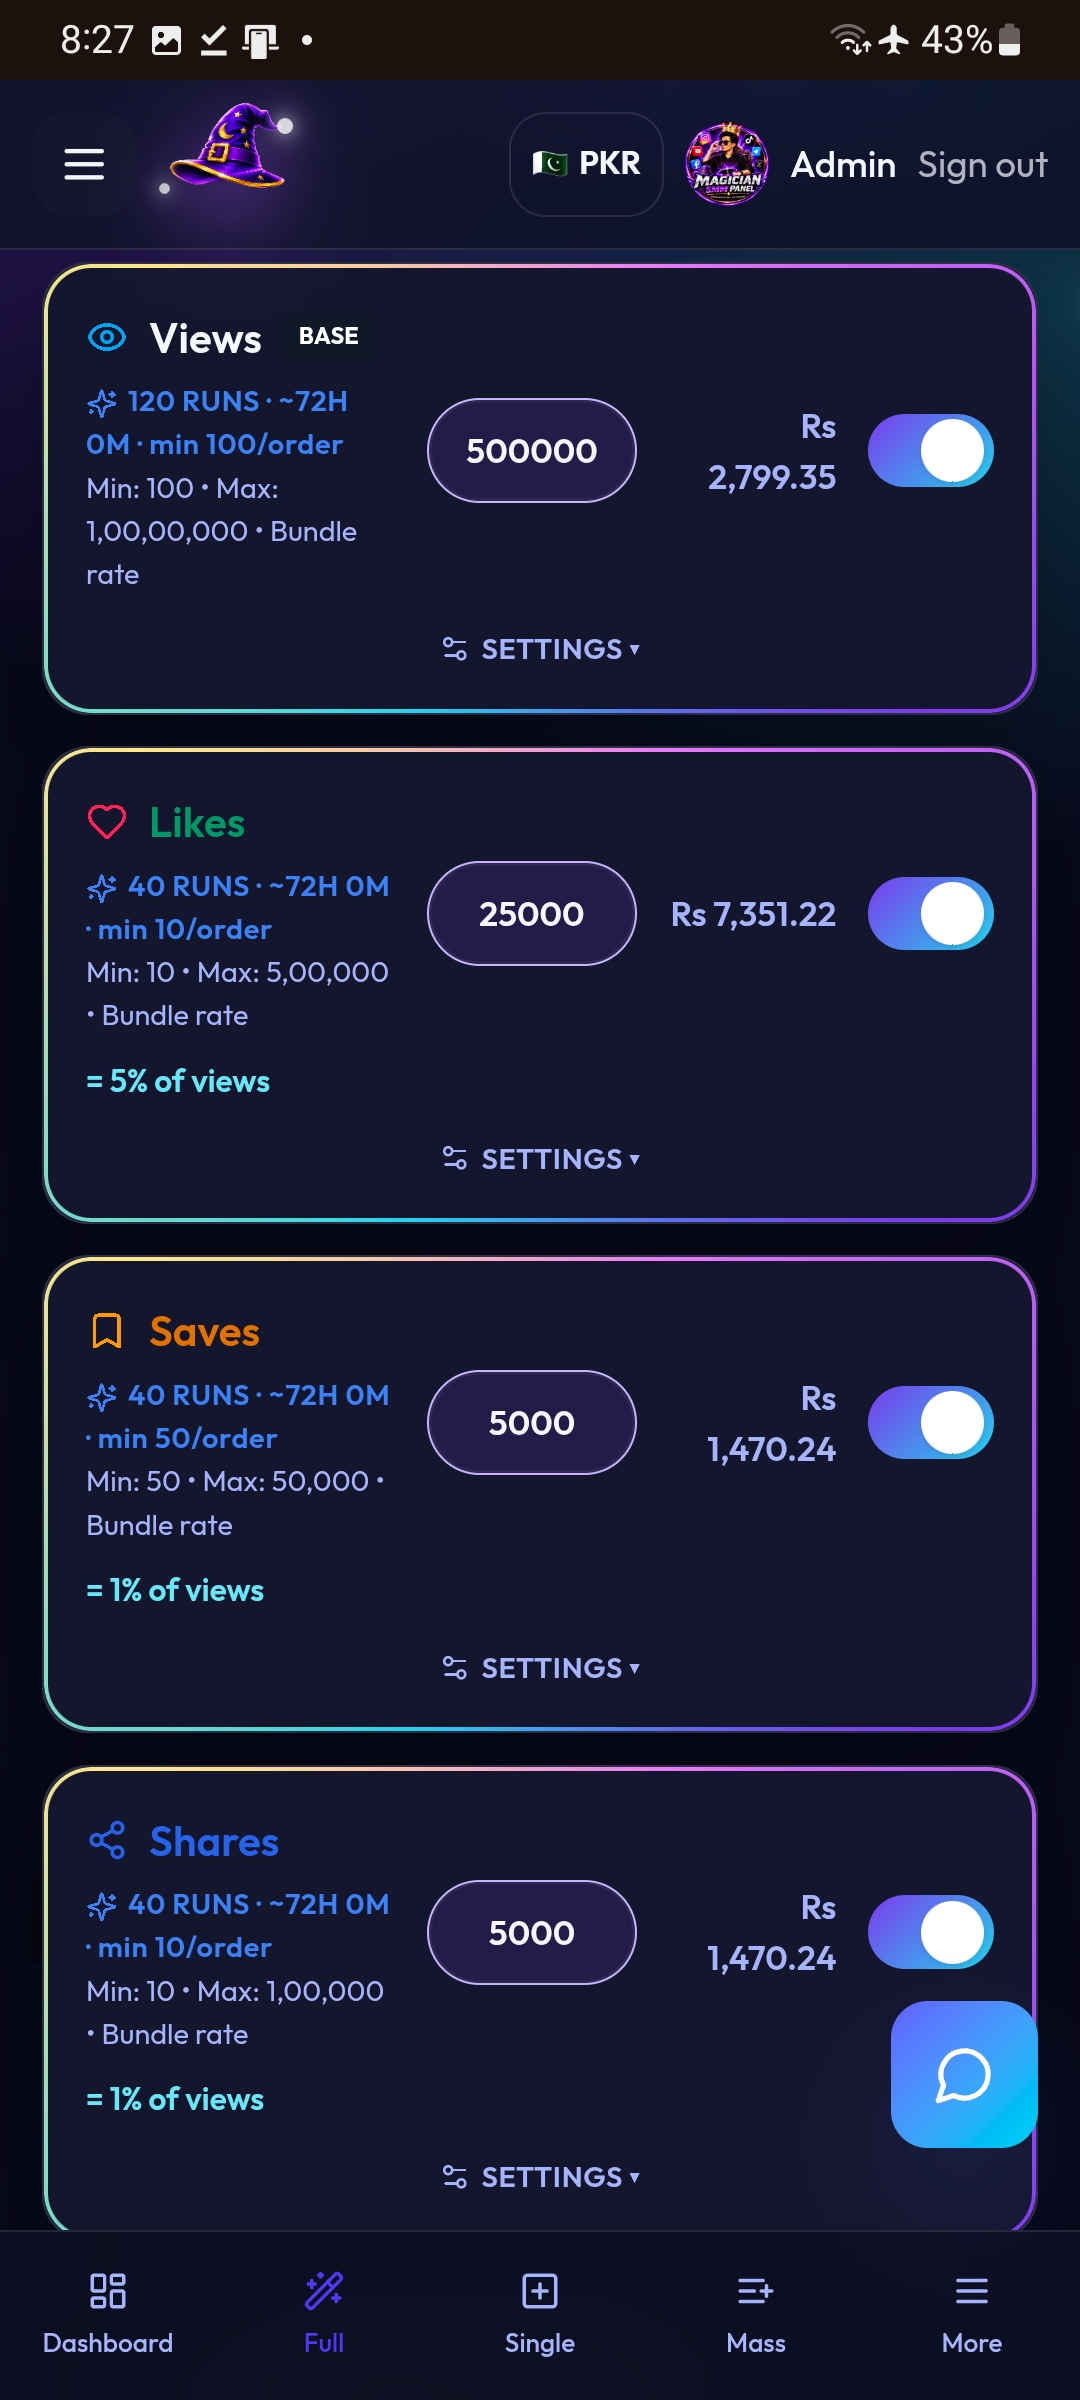 8:27
43%
PKR
MAGICIAN
SMM PANEL
Admin
Sign out
Views BASE
120 RUNS · ~72H
0M · min 100/order
Min: 100 • Max:
1,00,00,000 • Bundle
rate
500000
Rs
2,799.35
SETTINGS ▾
Likes
40 RUNS · ~72H 0M
· min 10/order
Min: 10 • Max: 5,00,000
• Bundle rate
= 5% of views
25000
Rs 7,351.22
SETTINGS ▾
Saves
40 RUNS · ~72H 0M
· min 50/order
Min: 50 • Max: 50,000 •
Bundle rate
= 1% of views
5000
Rs
1,470.24
SETTINGS ▾
Shares
40 RUNS · ~72H 0M
· min 10/order
Min: 10 • Max: 1,00,000
• Bundle rate
= 1% of views
5000
Rs
1,470.24
SETTINGS ▾
Dashboard
Full
Single
Mass
More